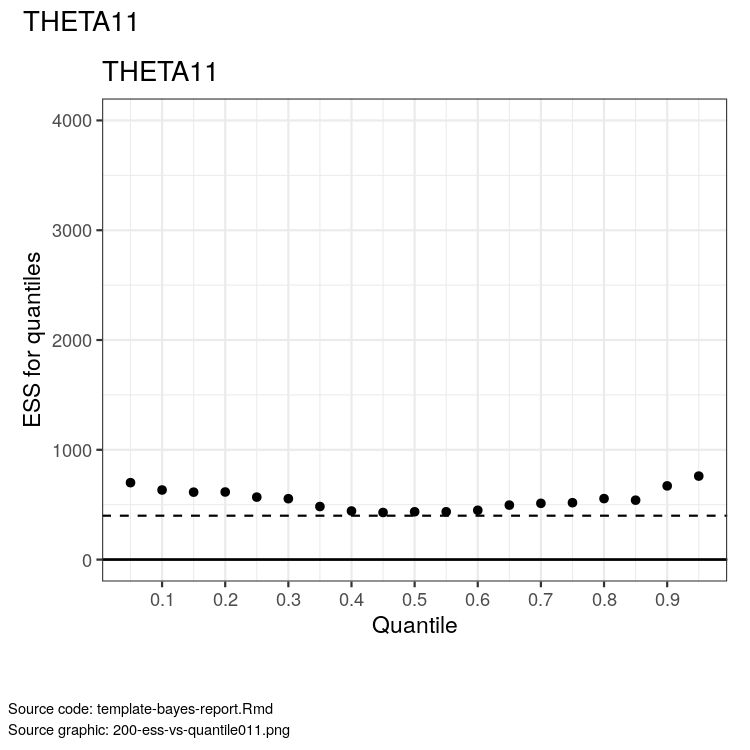 THETA11
THETA11
4000
3000
2000
1000
0
ESS for quantiles
0.1 0.2 0.3 0.4 0.5 0.6 0.7 0.8 0.9
Quantile
Source code: template-bayes-report.Rmd
Source graphic: 200-ess-vs-quantile011.png